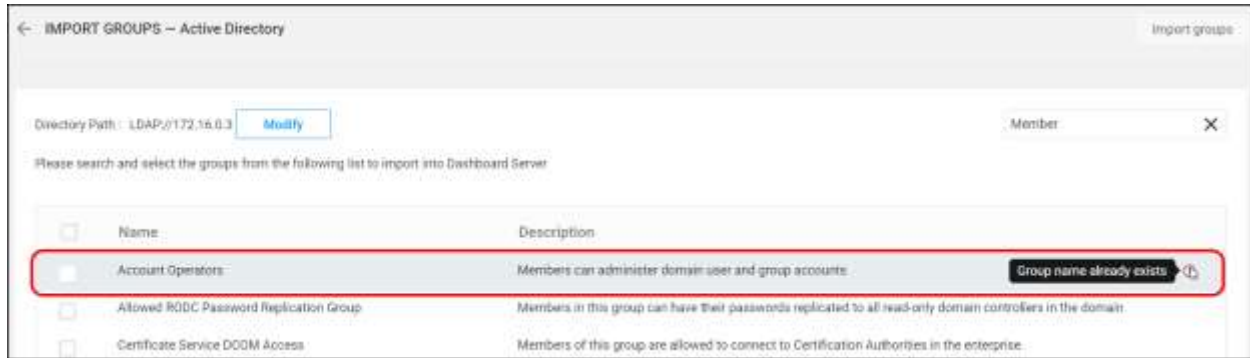 ← IMPORT GROUPS — Active Directory Import groups
Directory Path : LDAP://172.16.0.3 Modify Member
Please search and select the groups from the following list to import into Dashboard Server
Name Description
Account Operators Members can administer domain user and group accounts Group name already exists
Allowed RODC Password Replication Group Members in this group can have their passwords replicated to all read-only domain controllers in the domain
Certificate Service DCOM Access Members of this group are allowed to connect to Certification Authorities in the enterprise.